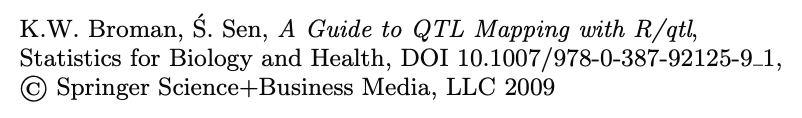 K.W. Broman, Ś. Sen, A Guide to QTL Mapping with R/qtl,
Statistics for Biology and Health, DOI 10.1007/978-0-387-92125-9_1,
© Springer Science+Business Media, LLC 2009